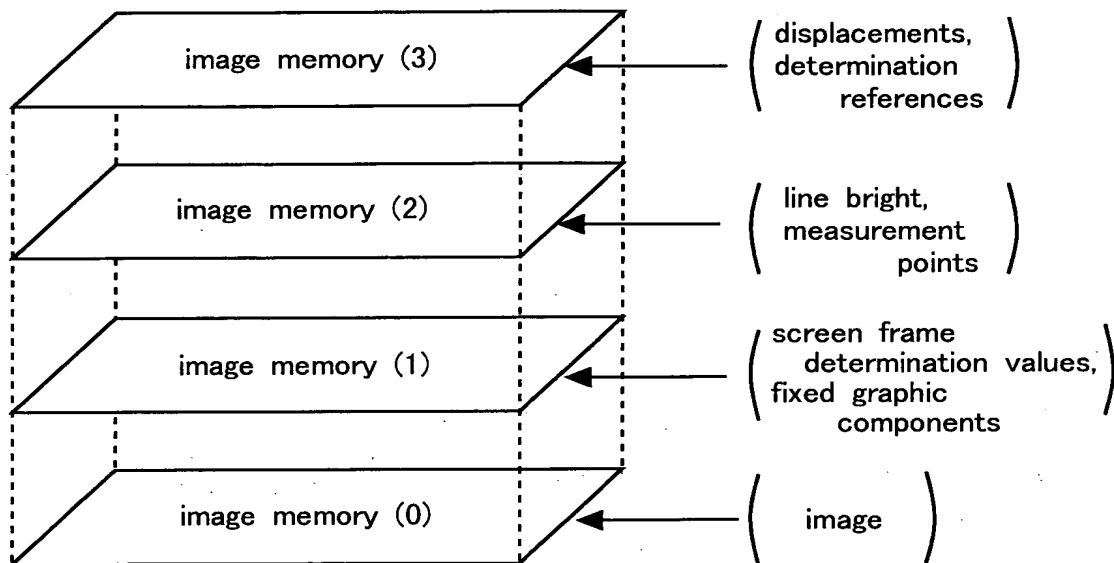 image memory (3)
displacements,
determination
references
image memory (2)
line bright,
measurement
points
image memory (1)
screen frame
determination values,
fixed graphic
components
image memory (0)
image